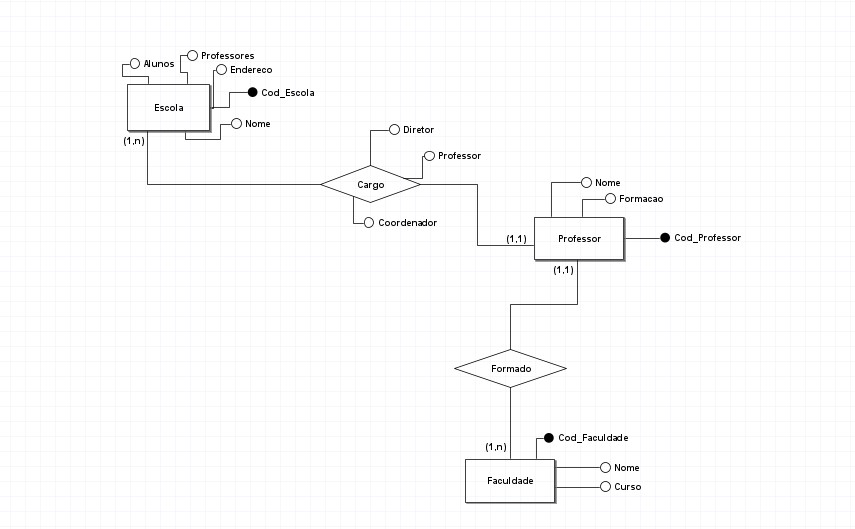 Professores
Alunos
Endereco
Cod_Escola
Escola
Nome
(1,n)
Diretor
Professor
Cargo
Coordenador
Nome
Formacao
Professor
Cod_Professor
(1,1)
(1,1)
Formado
(1,n)
Cod_Faculdade
Nome
Faculdade
Curso